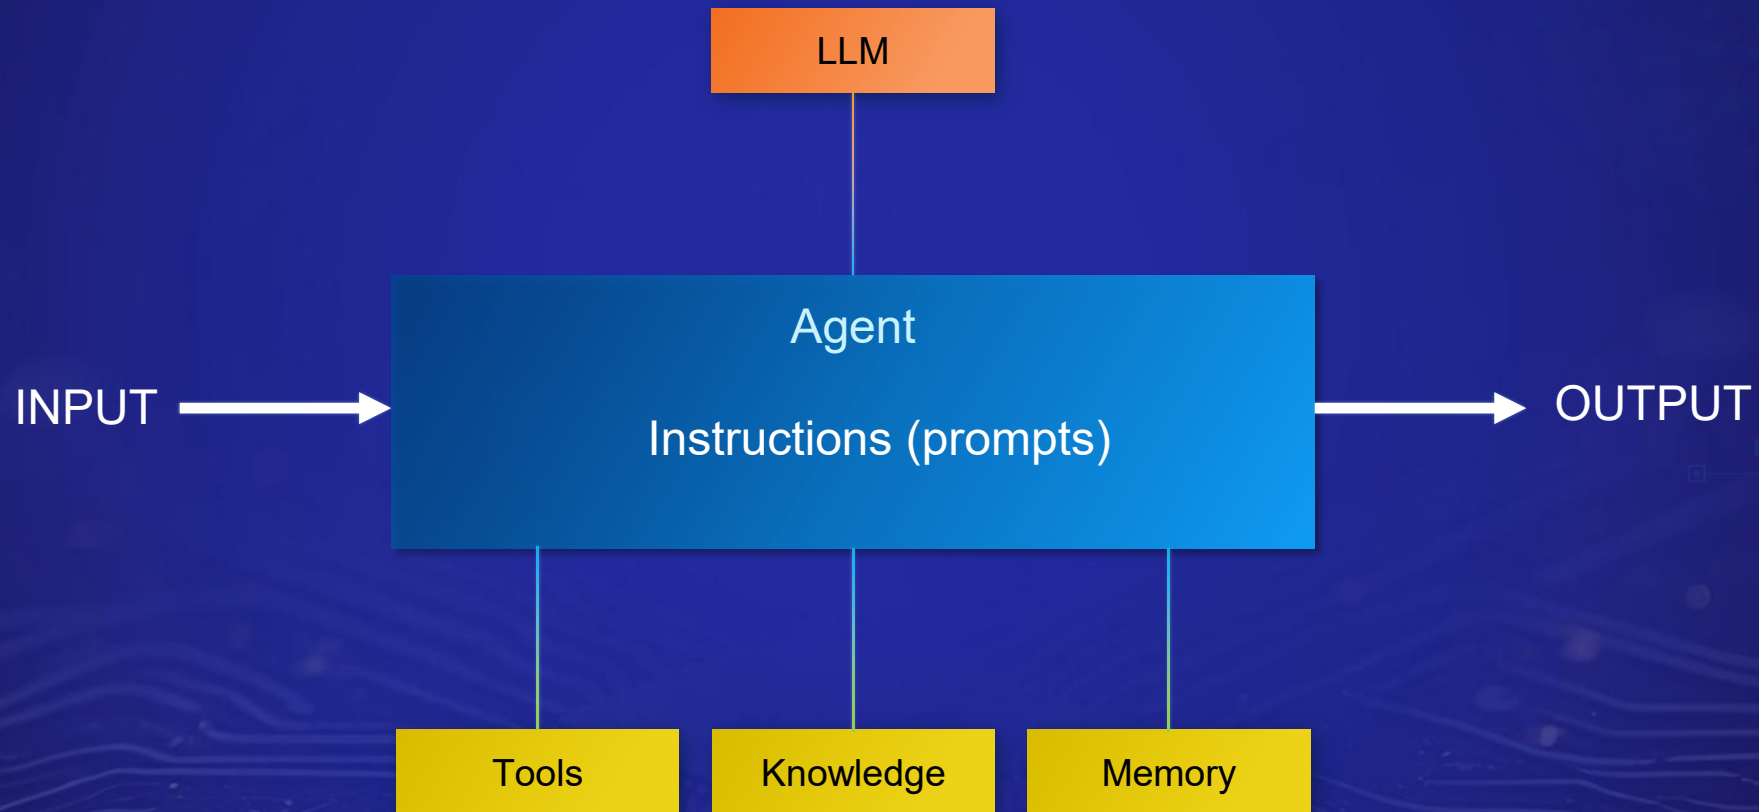 LLM
Agent
Instructions (prompts)
INPUT
OUTPUT
Tools
Knowledge
Memory